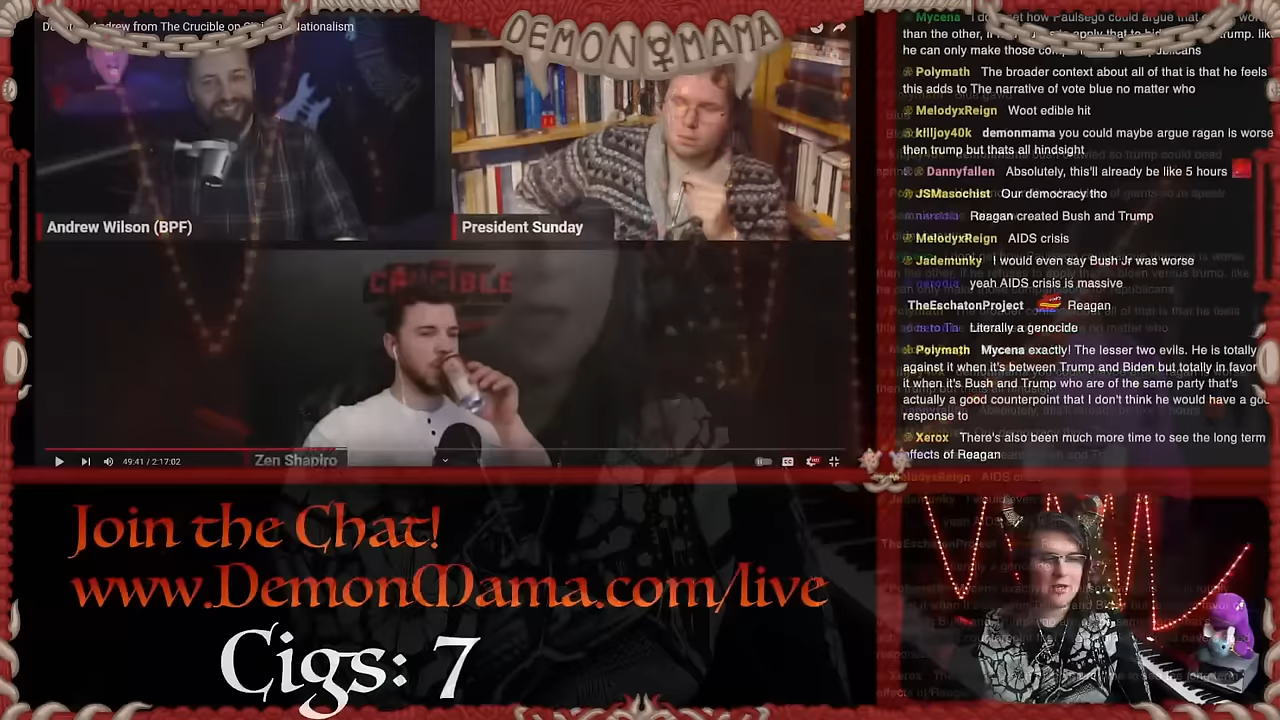 DEMON MAMA
Andrew from The Crucible on
Nationalism
Andrew Wilson (BPF)
President Sunday
CRUCIBLE
Zen Shapiro
49:41 / 2:17:02
Mycena
than the other,
he can only make those
Polymath The broader context about all of that is that he feels
this adds to The narrative of vote blue no matter who
MelodyxReign Woot edible hit
killjoy40k demonmama you could maybe argue ragan is worse
then trump but thats all hindsight
Dannyfallen Absolutely, this'll already be like 5 hours
JSMasochist Our democracy tho
Reagan created Bush and Trump
MelodyxReign AIDS crisis
Jademunky I would even say Bush Jr was worse
yeah AIDS crisis is massive
TheEschatonProject Reagan
Literally a genocide
Polymath Mycena exactly! The lesser two evils. He is totally
against it when it's between Trump and Biden but totally in favor
it when it's Bush and Trump who are of the same party that's
actually a good counterpoint that I don't think he would have a
response to
Xerox There's also been much more time to see the long term
effects of Reagan
Join the Chat!
www.DemonMama.com/live
Cigs: 7